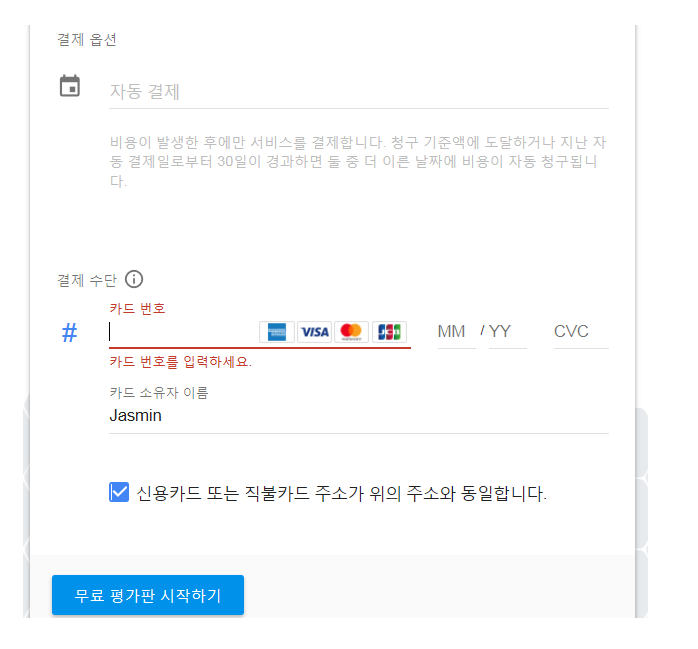 결제 옵션
자동 결제
비용이 발생한 후에만 서비스를 결제합니다. 청구 기준액에 도달하거나 지난 자
동 결제일로부터 30일이 경과하면 둘 중 더 이른 날짜에 비용이 자동 청구됩니
다.
결제 수단
카드 번호
# VISA JCB MM / YY CVC
카드 번호를 입력하세요.
카드 소유자 이름
Jasmin
신용카드 또는 직불카드 주소가 위의 주소와 동일합니다.
무료 평가판 시작하기